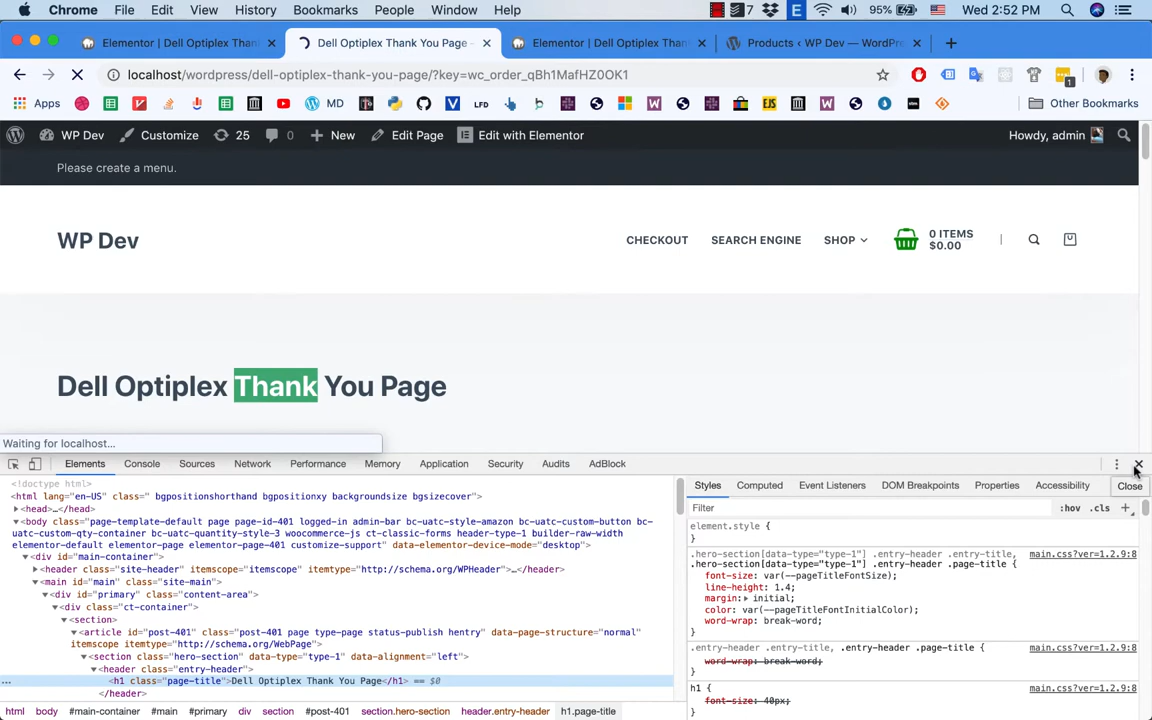 Chrome File Edit View History Bookmarks People Window Help 7 E 95% Wed 2:52 PM
Elementor | Dell Optiplex Than × Dell Optiplex Thank You Page – × Elementor | Dell Optiplex Than × Products ‹ WP Dev — WordPr ×
localhost/wordpress/dell-optiplex-thank-you-page/?key=wc_order_qBh1MafHZ0OK1 1
Apps MD LFD EJS Other Bookmarks
WP Dev Customize 25 0 New Edit Page Edit with Elementor Howdy, admin
Please create a menu.
WP Dev CHECKOUT SEARCH ENGINE SHOP 0 ITEMS
$0.00
Dell Optiplex Thank You Page
Waiting for localhost...
Elements Console Sources Network Performance Memory Application Security Audits AdBlock
Close
Styles Computed Event Listeners DOM Breakpoints Properties Accessibility
Filter :hov .cls +
<!doctype html>
<html lang="en-US" class=" bgpositionshorthand bgpositionxy backgroundsize bgsizecover">
<head>…</head>
<body class="page-template-default page page-id-401 logged-in admin-bar bc-uatc-style-amazon bc-uatc-custom-button bc-
uatc-custom-qty-container bc-uatc-quantity-style-3 woocommerce-js ct-classic-forms header-type-1 builder-raw-width
elementor-default elementor-page elementor-page-401 customize-support" data-elementor-device-mode="desktop">
<div id="main-container">
<header class="site-header" itemscope itemtype="http://schema.org/WPHeader">…</header>
<main id="main" class="site-main">
<div id="primary" class="content-area">
<div class="ct-container">
<section>
<article id="post-401" class="post-401 page type-page status-publish hentry" data-page-structure="normal"
itemscope itemtype="http://schema.org/WebPage">
<section class="hero-section" data-type="type-1" data-alignment="left">
<header class="entry-header">
… <h1 class="page-title">Dell Optiplex Thank You Page</h1> == $0
</header>
element.style {
}
.hero-section[data-type="type-1"] .entry-header .entry-title, main.css?ver=1.2.9:8
.hero-section[data-type="type-1"] .entry-header .page-title {
font-size: var(--pageTitleFontSize);
line-height: 1.4;
margin: initial;
color: var(--pageTitleFontInitialColor);
word-wrap: break-word;
}
.entry-header .entry-title, .entry-header .page-title { main.css?ver=1.2.9:8
word-wrap: break-word;
}
h1 { main.css?ver=1.2.9:8
font-size: 40px;
}
html body #main-container #main #primary div section #post-401 section.hero-section header.entry-header h1.page-title